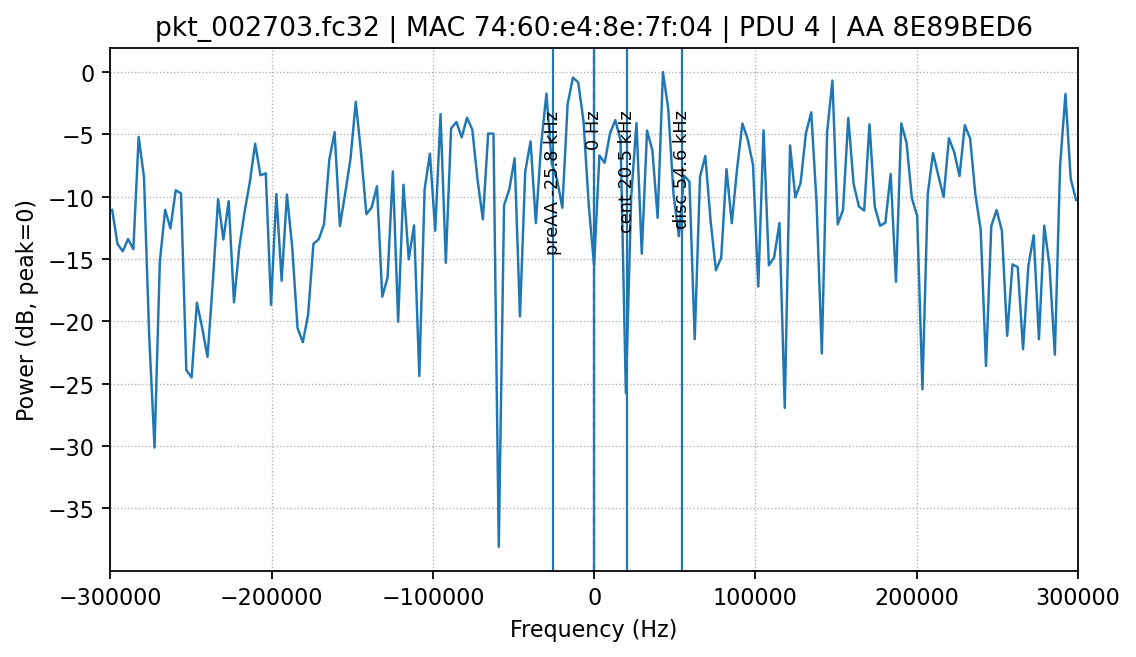 pkt_002703.fc32 | MAC 74:60:e4:8e:7f:04 | PDU 4 | AA 8E89BED6
Power (dB, peak=0)
0
−5
−10
−15
−20
−25
−30
−35
preAA -25.8 kHz
0 Hz
cent 20.5 kHz
disc 54.6 kHz
−300000
−200000
−100000
0
100000
200000
300000
Frequency (Hz)